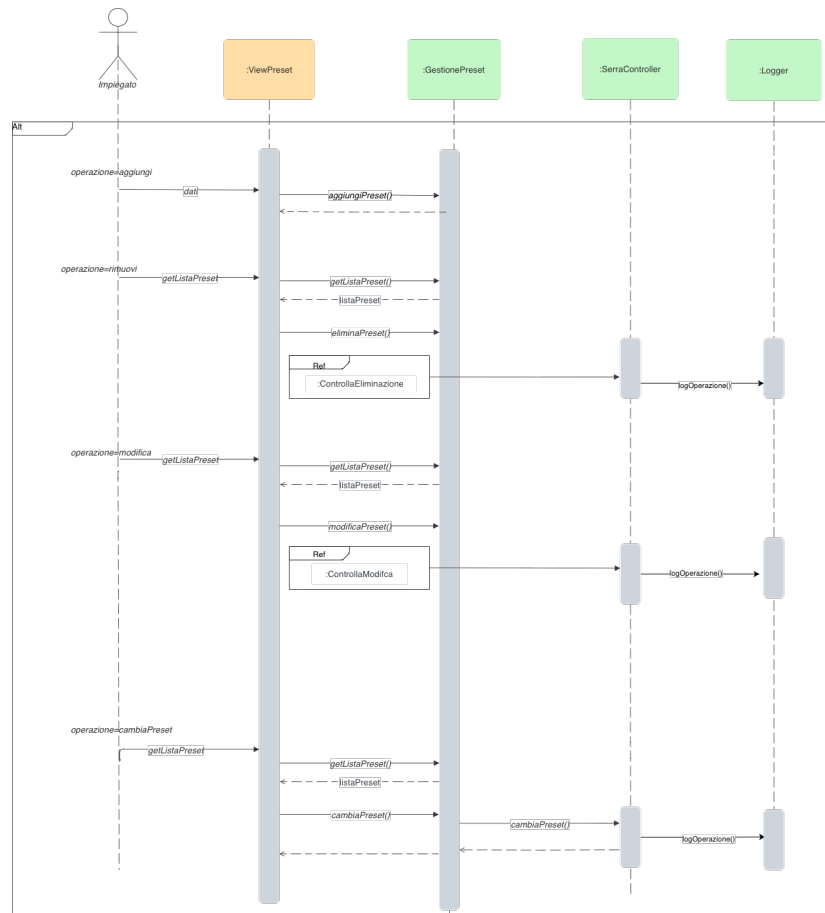 Impiegato
:ViewPreset
:GestionePreset
:SerraController
:Logger
Alt
operazione=aggiungi
dati
aggiungiPreset()
operazione=rimuovi
getListaPreset
getListaPreset()
listaPreset
eliminaPreset()
Ref
:ControllaEliminazione
logOperazione()
operazione=modifica
getListaPreset
getListaPreset()
listaPreset
modificaPreset()
Ref
:ControllaModifca
logOperazione()
operazione=cambiaPreset
getListaPreset
getListaPreset()
listaPreset
cambiaPreset()
cambiaPreset()
logOperazione()